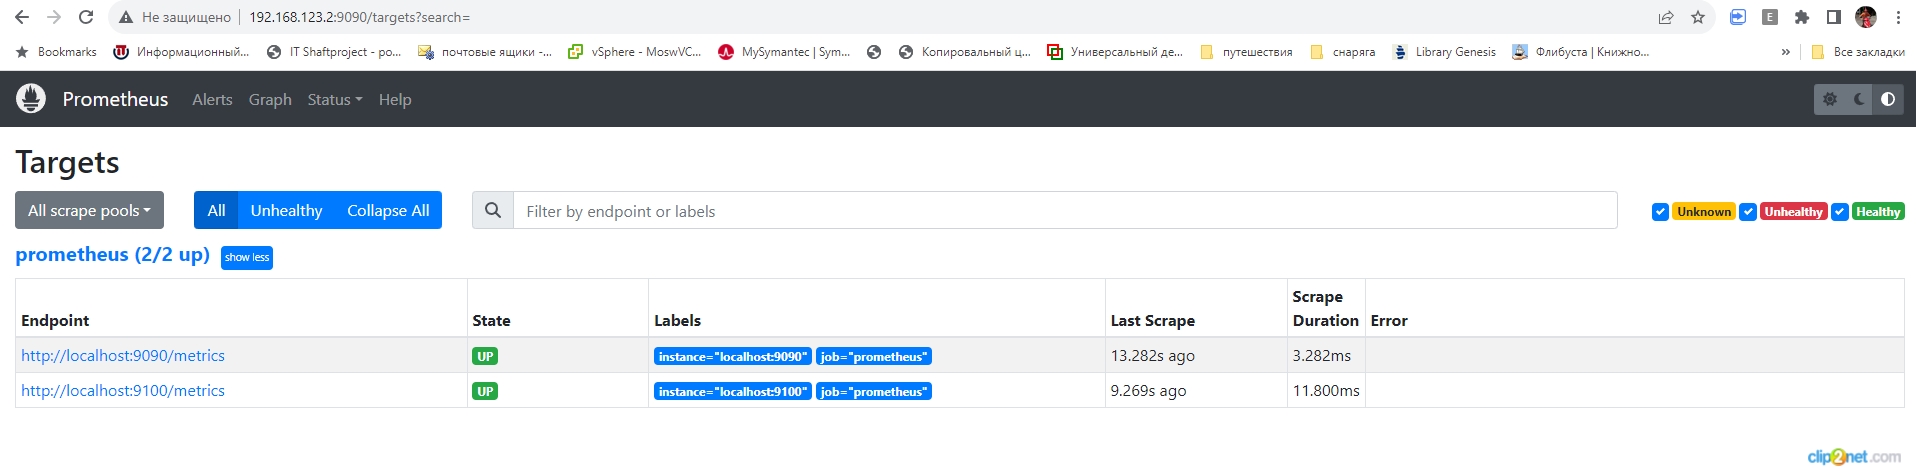 Не защищено 192.168.123.2:9090/targets?search=
Bookmarks Информационный... IT Shaftproject - po... почтовые ящики -... vSphere - MoswVC... MySymantec | Sym... Копировальный ц... Универсальный де... путешествия снаряга Library Genesis Флибуста | Книжно... » Все закладки
Prometheus Alerts Graph Status Help
Targets
All scrape pools All Unhealthy Collapse All Filter by endpoint or labels Unknown Unhealthy Healthy
prometheus (2/2 up) show less
Endpoint State Labels Last Scrape Scrape Duration Error
http://localhost:9090/metrics UP instance="localhost:9090" job="prometheus" 13.282s ago 3.282ms
http://localhost:9100/metrics UP instance="localhost:9100" job="prometheus" 9.269s ago 11.800ms
clip2net.com